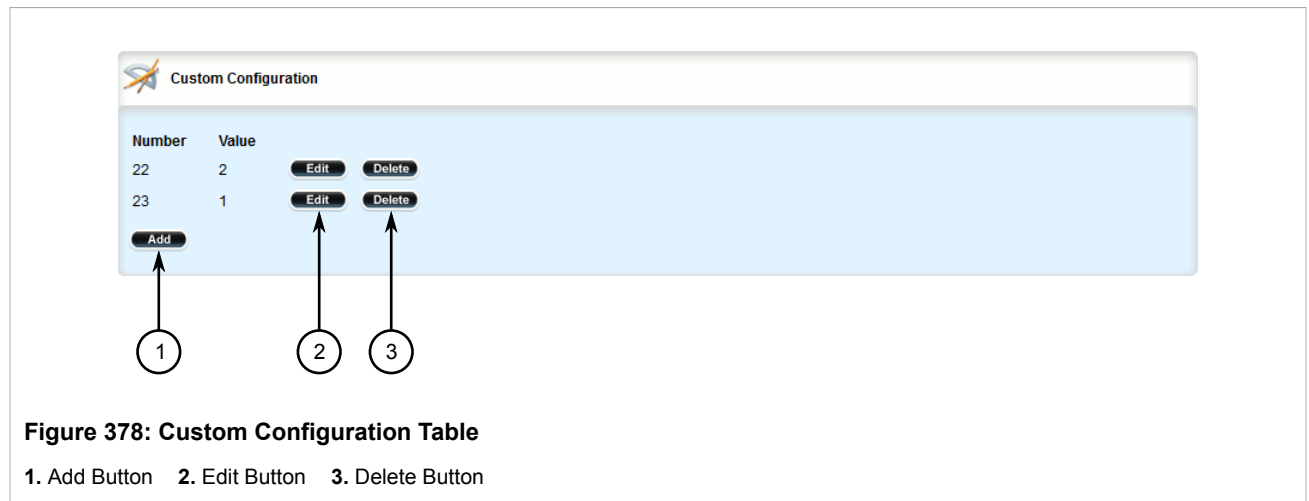 Custom Configuration
Number Value
22 2 Edit Delete
23 1 Edit Delete
Add
1 2 3
Figure 378: Custom Configuration Table
1. Add Button 2. Edit Button 3. Delete Button